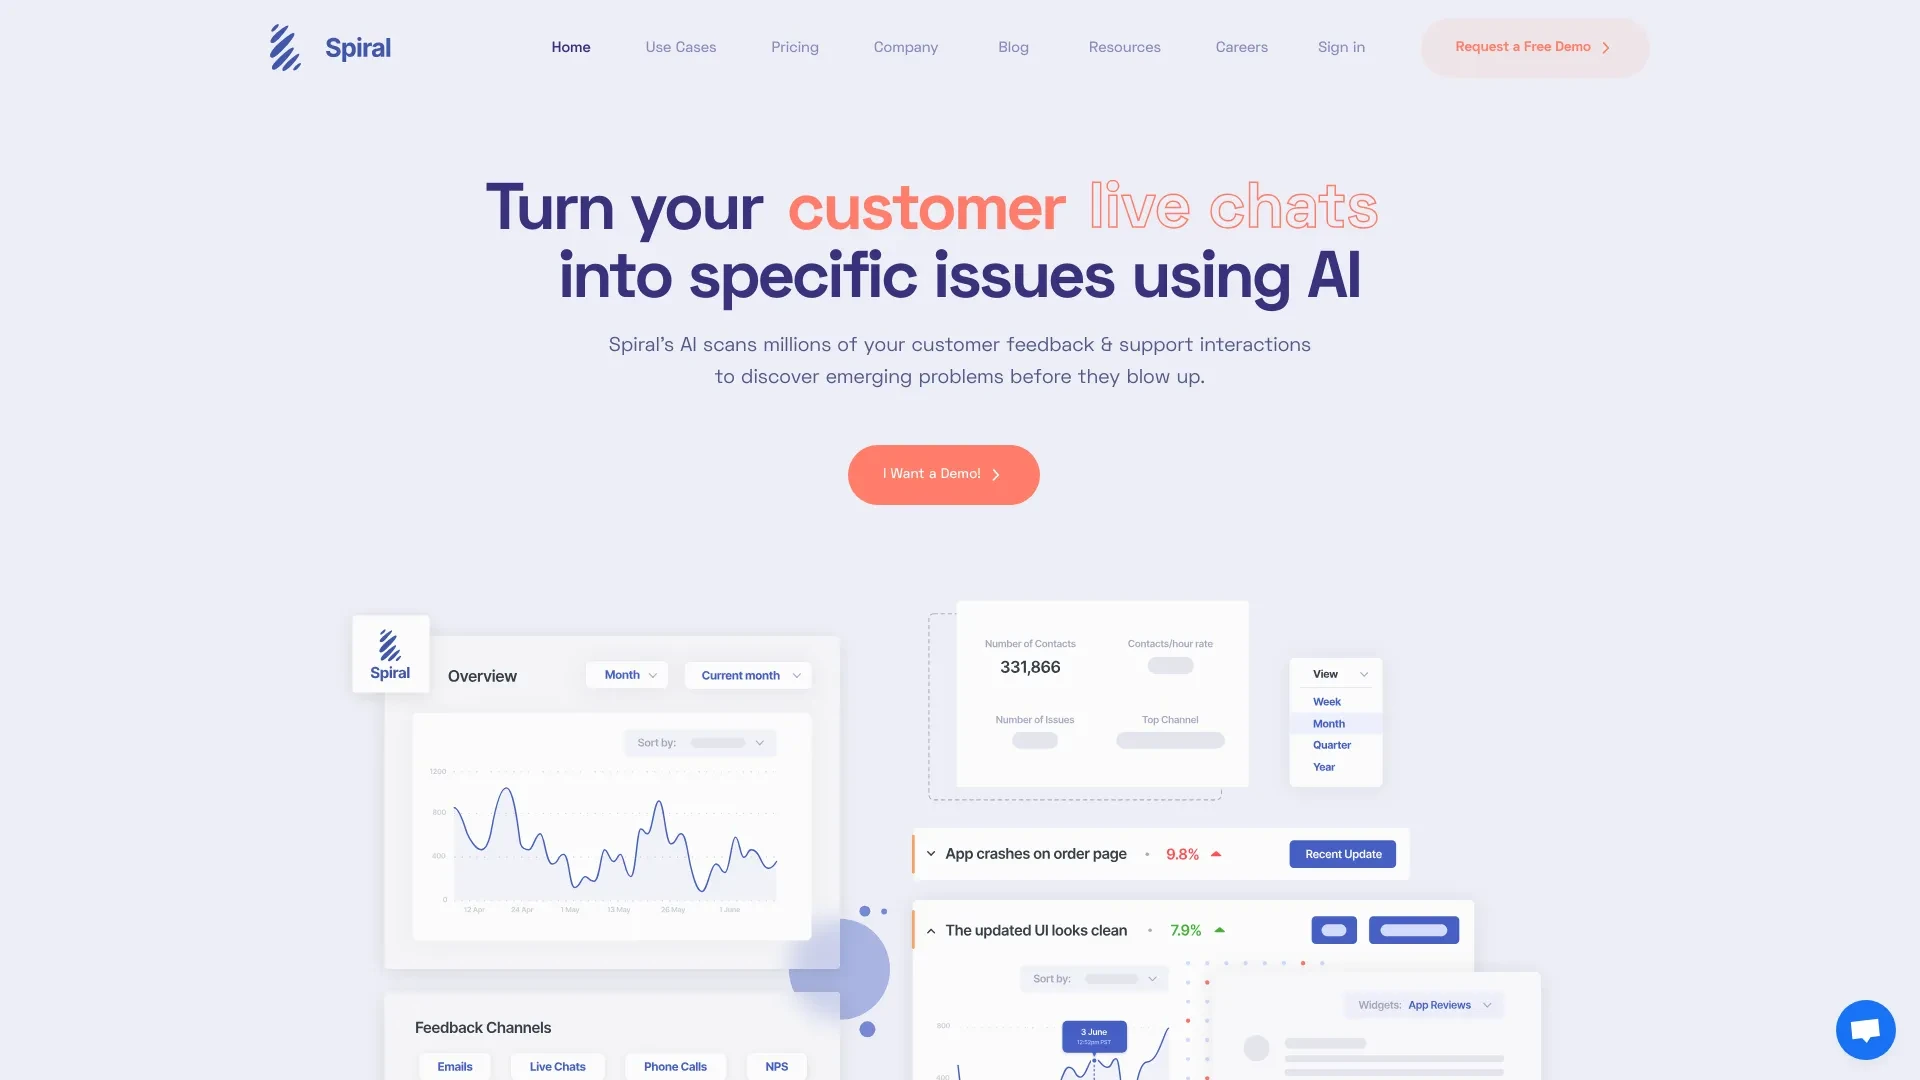 Spiral
Home
Use Cases
Pricing
Company
Blog
Resources
Careers
Sign in
Request a Free Demo
Turn your customer live chats
into specific issues using AI
Spiral's AI scans millions of your customer feedback & support interactions
to discover emerging problems before they blow up.
I Want a Demo!
Spiral
Overview
Month
Current month
Sort by:
1200
800
400
0
12 Apr
24 Apr
1 May
13 May
26 May
1 June
Feedback Channels
Emails
Live Chats
Phone Calls
NPS
Number of Contacts
331,866
Contacts/hour rate
Number of Issues
Top Channel
View
Week
Month
Quarter
Year
App crashes on order page • 9.8%
Recent Update
The updated UI looks clean • 7.9%
Sort by:
800
400
3 June
12:52pm PST
Widgets: App Reviews